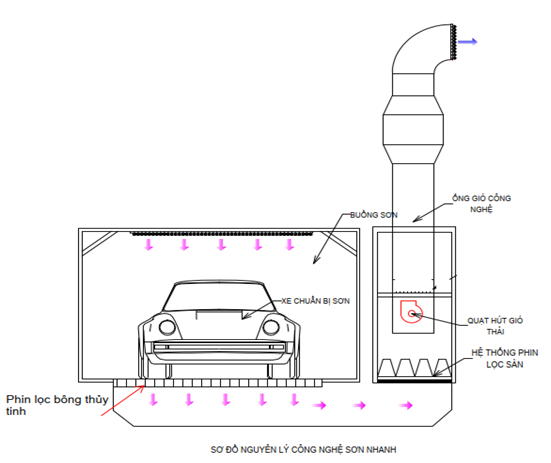 ỐNG GIÓ CÔNG
NGHỆ
BUỒNG SƠN
XE CHUẨN BỊ SƠN
QUẠT HÚT GIÓ
THẢI
HỆ THỐNG PHIN
LỌC SÀN
Phin lọc bông thủy
tinh
SƠ ĐỒ NGUYÊN LÝ CÔNG NGHỆ SƠN NHANH